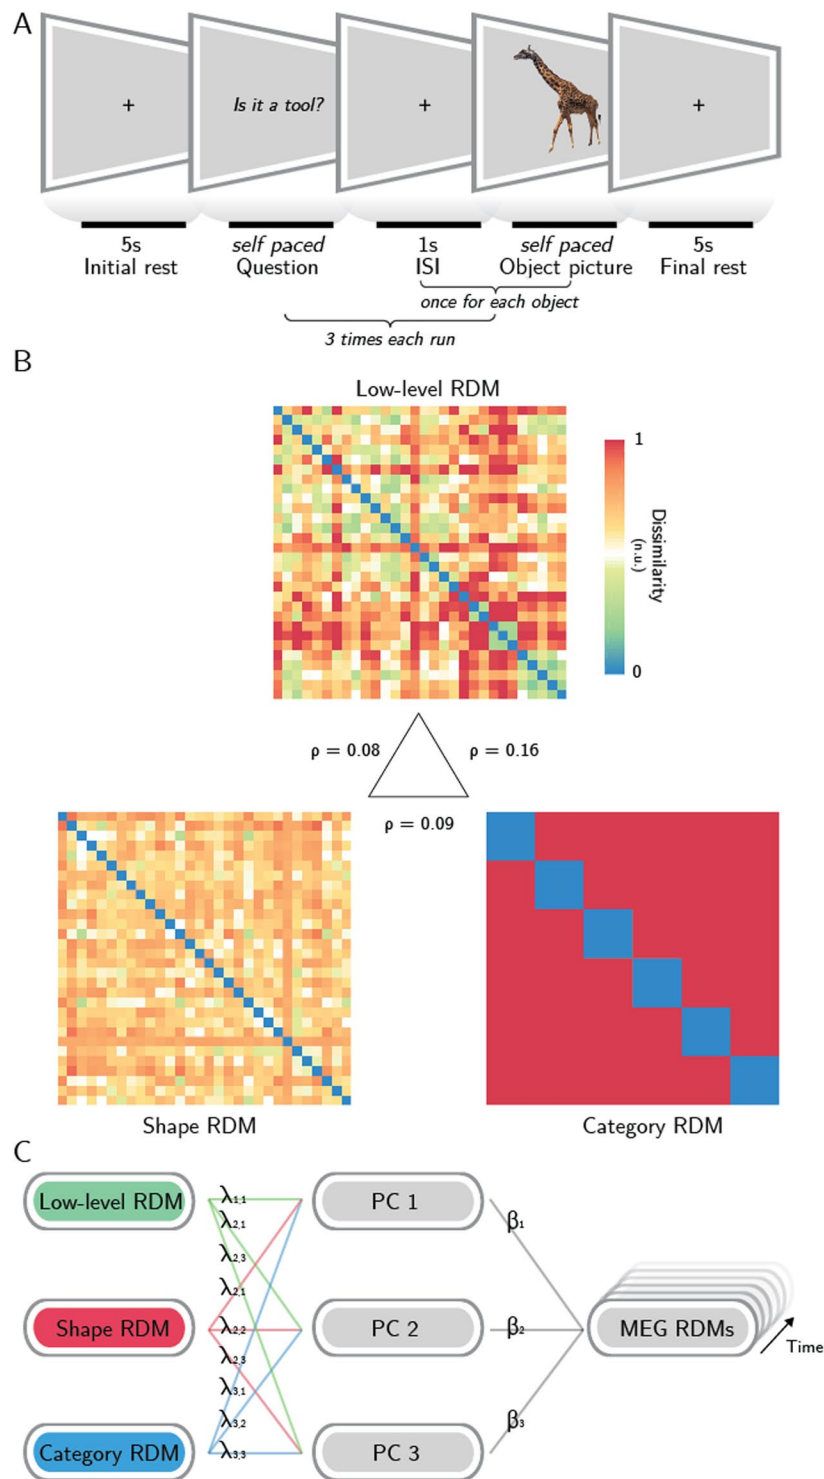 A
+
Is it a tool?
+
+
5s
Initial rest
self paced
Question
1s
ISI
self paced
Object picture
5s
Final rest
once for each object
3 times each run
B
Low-level RDM
1
Dissimilarity
(n.u.)
0
ρ = 0.08
ρ = 0.16
ρ = 0.09
Shape RDM
Category RDM
C
Low-level RDM
Shape RDM
Category RDM
λ1,1
λ2,1
λ2,3
λ2,1
λ2,2
λ2,3
λ3,1
λ3,2
λ3,3
PC 1
PC 2
PC 3
β1
β2
β3
MEG RDMs
Time